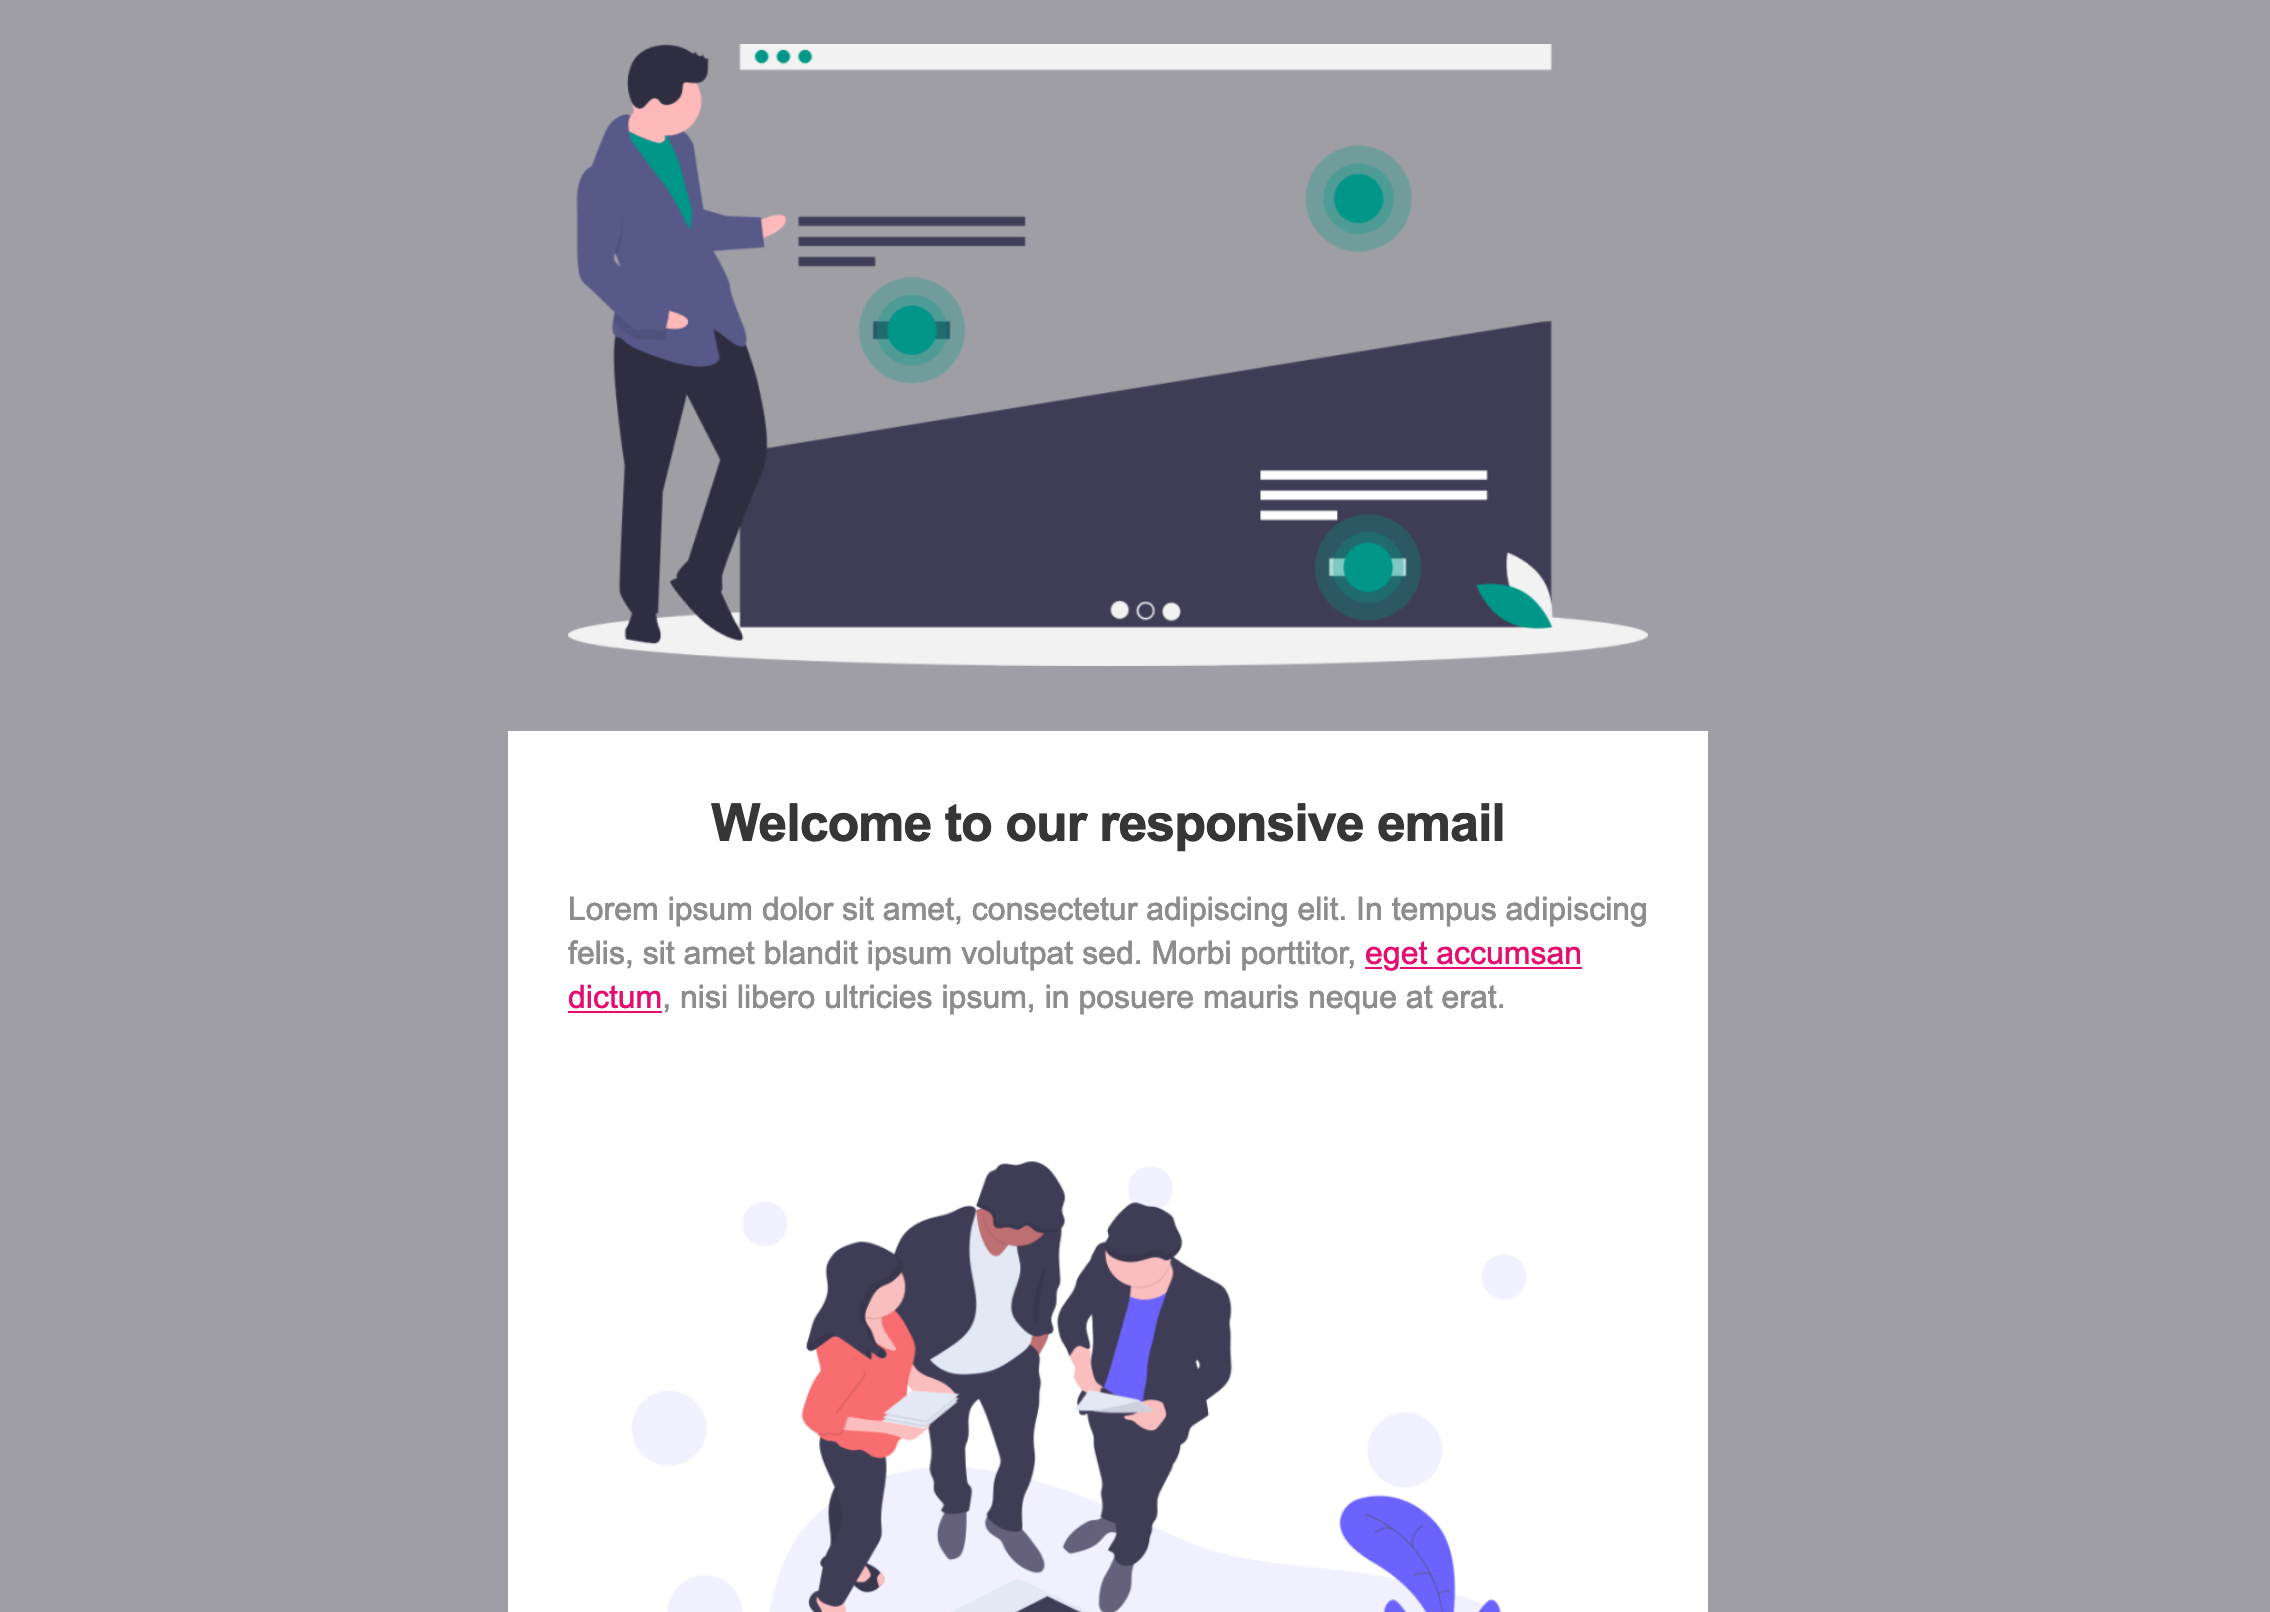 Welcome to our responsive email
Lorem ipsum dolor sit amet, consectetur adipiscing elit. In tempus adipiscing
felis, sit amet blandit ipsum volutpat sed. Morbi porttitor, eget accumsan
dictum, nisi libero ultricies ipsum, in posuere mauris neque at erat.